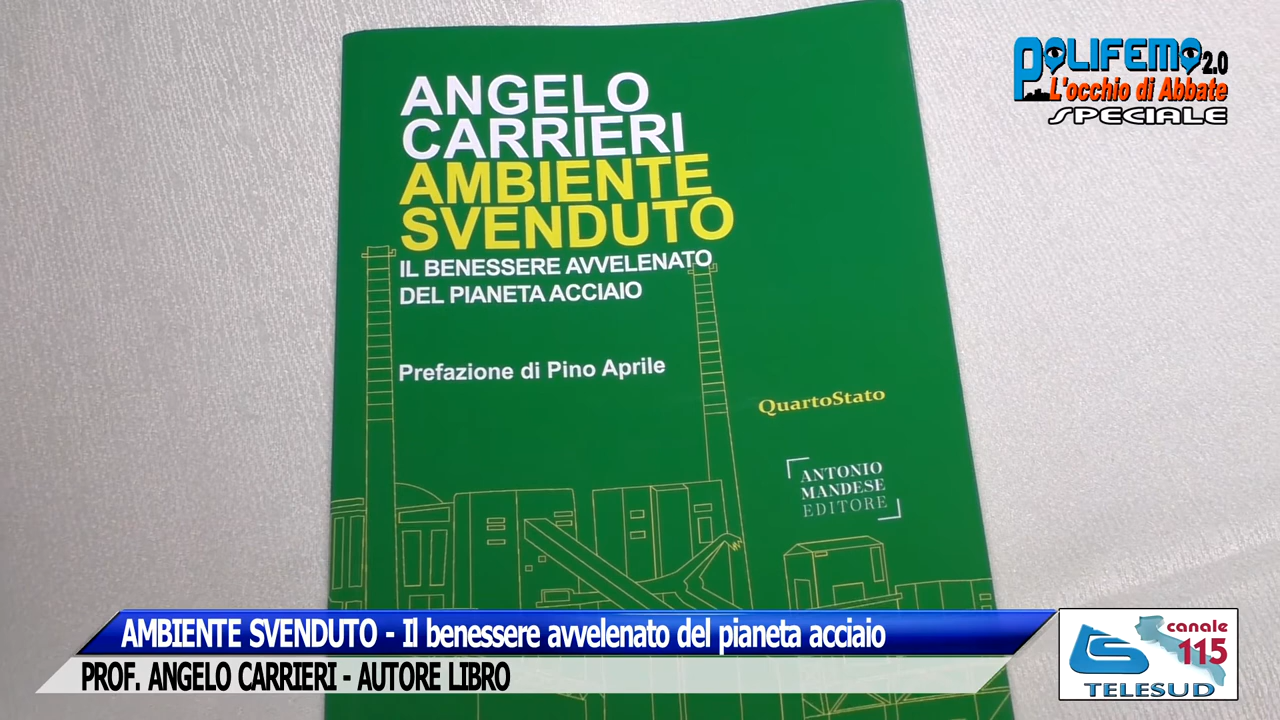 POLIFEMO 2.0
L'occhio di Abbate
SPECIALE
ANGELO
CARRIERI
AMBIENTE
SVENDUTO
IL BENESSERE AVVELENATO
DEL PIANETA ACCIAIO
Prefazione di Pino Aprile
QuartoStato
ANTONIO
MANDESE
EDITORE
AMBIENTE SVENDUTO - Il benessere avvelenato del pianeta acciaio
PROF. ANGELO CARRIERI - AUTORE LIBRO
canale
115
TELESUD